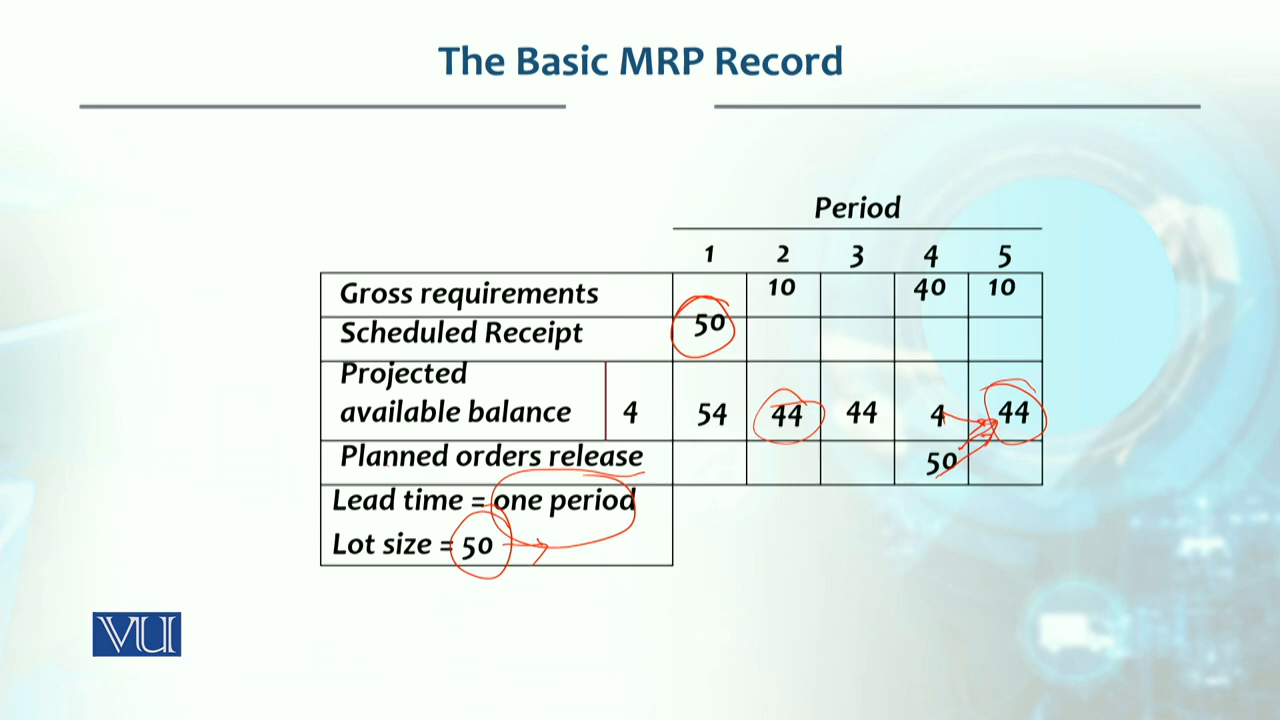 The Basic MRP Record
Period
1 2 3 4 5
Gross requirements 10 40 10
Scheduled Receipt 50
Projected
available balance 4 54 44 44 4 44
Planned orders release 50
Lead time = one period
Lot size = 50
VU